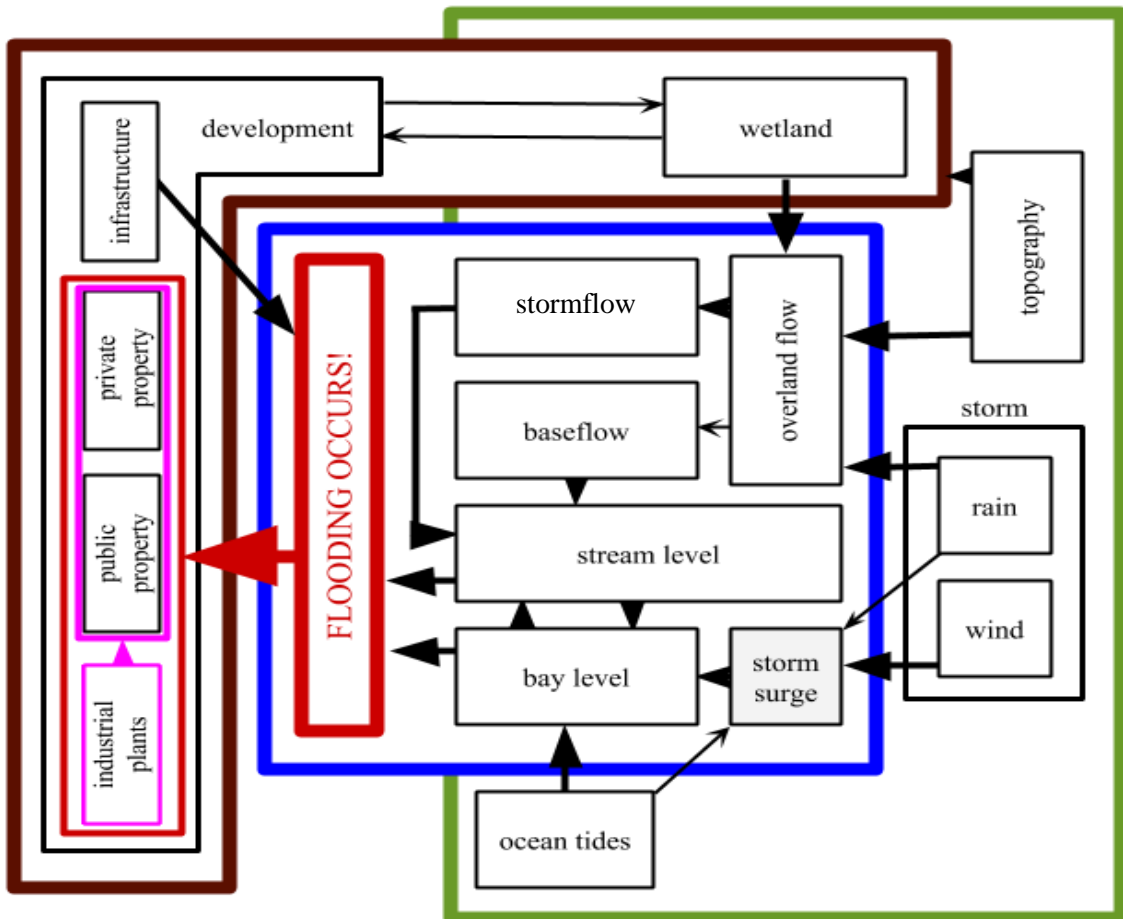 development
wetland
infrastructure
topography
stormflow
overland flow
private
property
FLOODING OCCURS!
baseflow
storm
rain
public
property
stream level
wind
bay level
storm
surge
industrial
plants
ocean tides